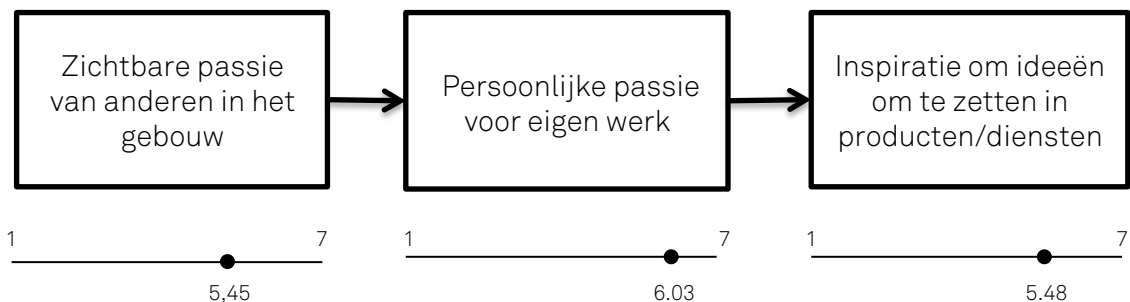 Zichtbare passie
van anderen in het
gebouw
Persoonlijke passie
voor eigen werk
Inspiratie om ideeën
om te zetten in
producten/diensten
1 7
5,45
1 7
6.03
1 7
5.48